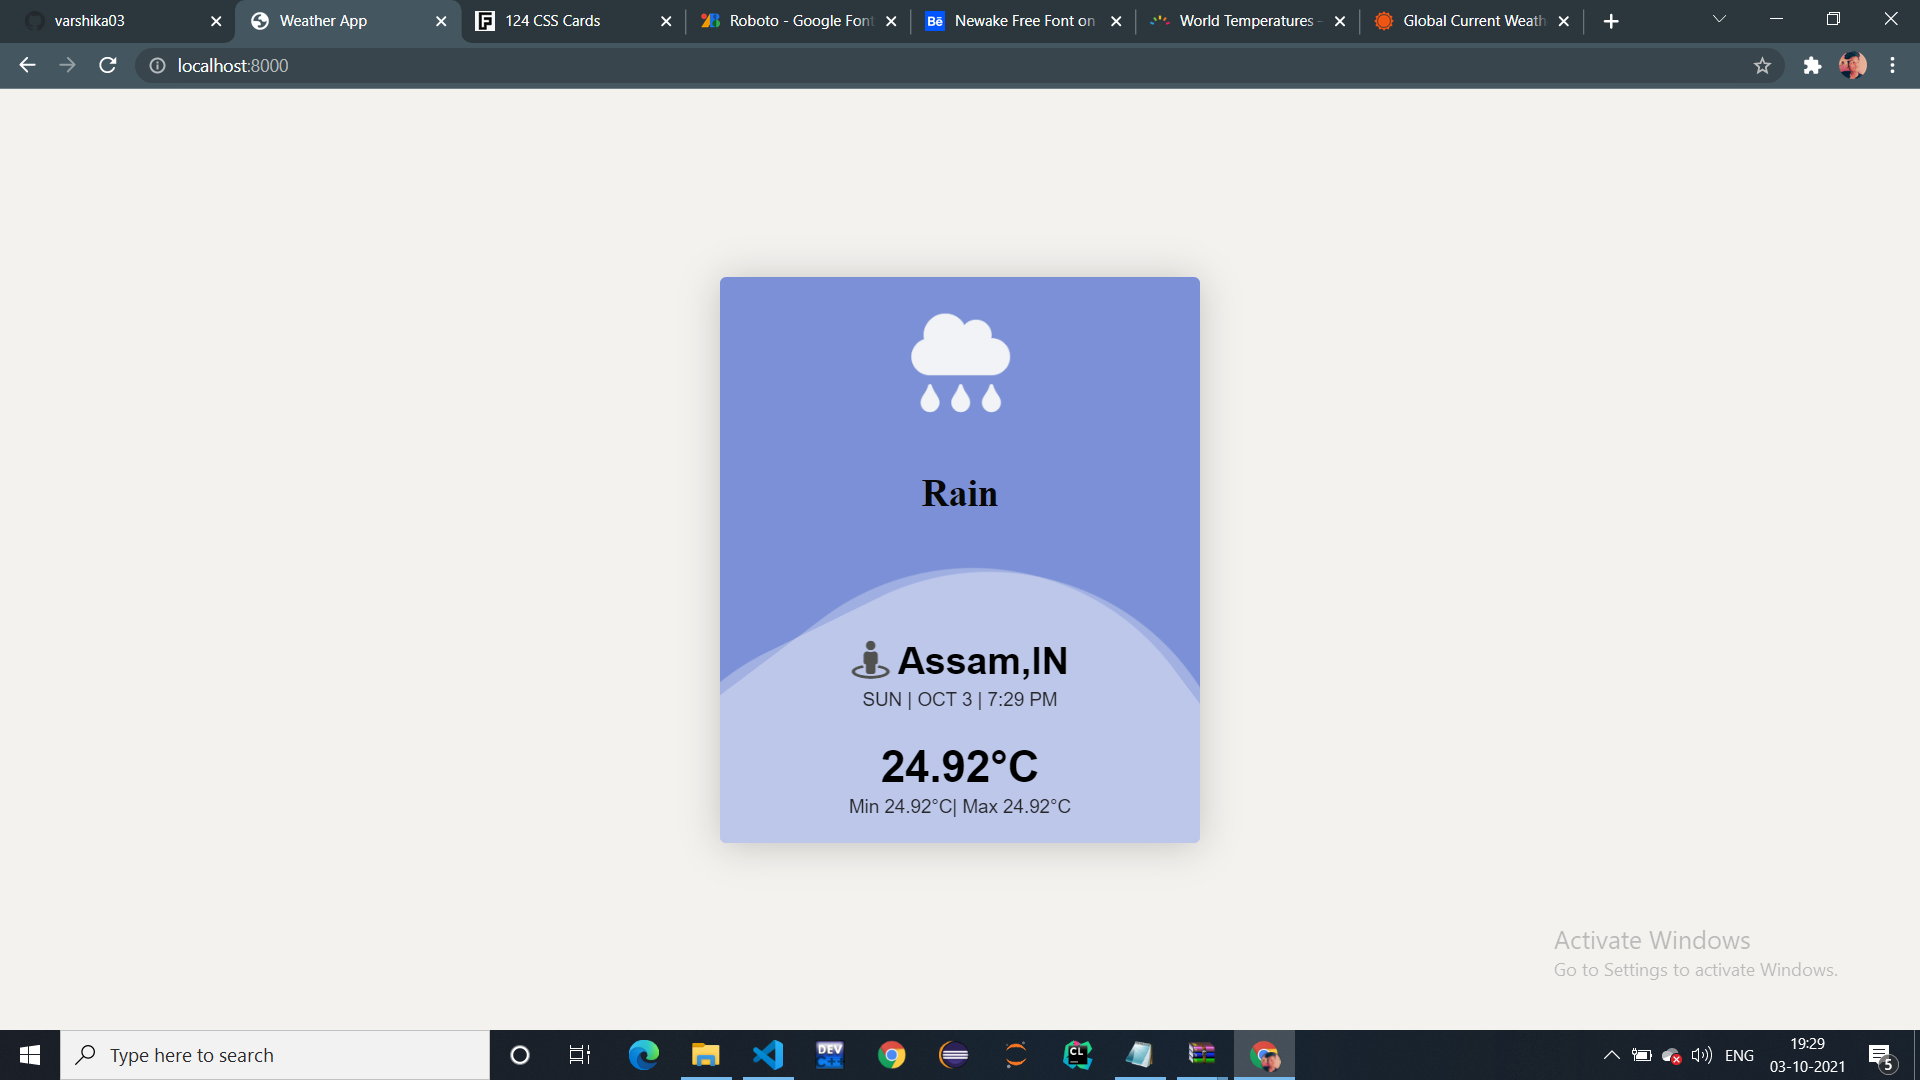 varshika03
Weather App
124 CSS Cards
Roboto - Google Font
Newake Free Font on
World Temperatures -
Global Current Weath
localhost:8000
Rain
Assam,IN
SUN | OCT 3 | 7:29 PM
24.92°C
Min 24.92°C| Max 24.92°C
Activate Windows
Go to Settings to activate Windows.
Type here to search
DEV
CL
ENG
19:29
03-10-2021
5